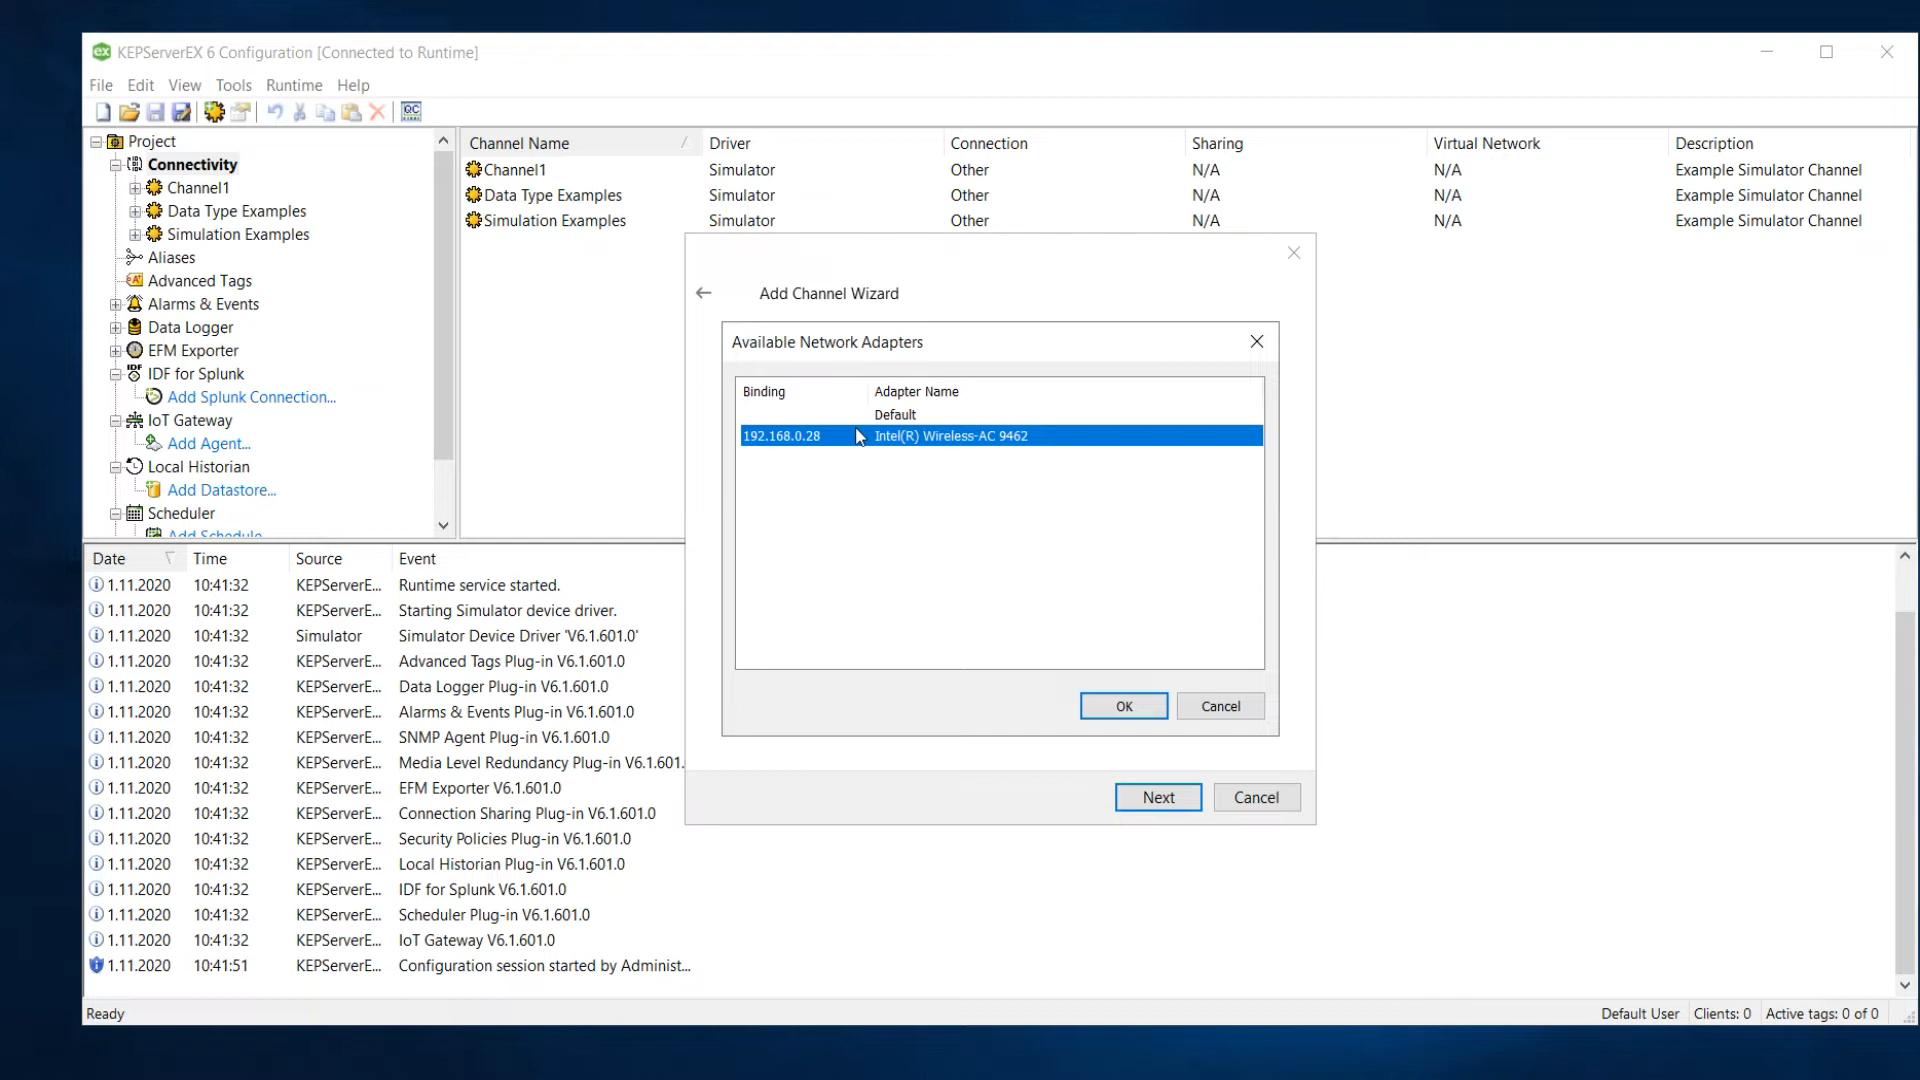 KEPServerEX 6 Configuration [Connected to Runtime]
File Edit View Tools Runtime Help
Project
Connectivity
Channel1
Data Type Examples
Simulation Examples
Aliases
Advanced Tags
Alarms & Events
Data Logger
EFM Exporter
IDF for Splunk
Add Splunk Connection...
IoT Gateway
Add Agent...
Local Historian
Add Datastore...
Scheduler
Add Schedule
Channel Name Driver Connection Sharing Virtual Network Description
Channel1 Simulator Other N/A N/A Example Simulator Channel
Data Type Examples Simulator Other N/A N/A Example Simulator Channel
Simulation Examples Simulator Other N/A N/A Example Simulator Channel
Add Channel Wizard
Available Network Adapters
Binding Adapter Name
Default
192.168.0.28 Intel(R) Wireless-AC 9462
OK Cancel
Next Cancel
Date Time Source Event
1.11.2020 10:41:32 KEPServerE... Runtime service started.
1.11.2020 10:41:32 KEPServerE... Starting Simulator device driver.
1.11.2020 10:41:32 Simulator Simulator Device Driver 'V6.1.601.0'
1.11.2020 10:41:32 KEPServerE... Advanced Tags Plug-in V6.1.601.0
1.11.2020 10:41:32 KEPServerE... Data Logger Plug-in V6.1.601.0
1.11.2020 10:41:32 KEPServerE... Alarms & Events Plug-in V6.1.601.0
1.11.2020 10:41:32 KEPServerE... SNMP Agent Plug-in V6.1.601.0
1.11.2020 10:41:32 KEPServerE... Media Level Redundancy Plug-in V6.1.601.
1.11.2020 10:41:32 KEPServerE... EFM Exporter V6.1.601.0
1.11.2020 10:41:32 KEPServerE... Connection Sharing Plug-in V6.1.601.0
1.11.2020 10:41:32 KEPServerE... Security Policies Plug-in V6.1.601.0
1.11.2020 10:41:32 KEPServerE... Local Historian Plug-in V6.1.601.0
1.11.2020 10:41:32 KEPServerE... IDF for Splunk V6.1.601.0
1.11.2020 10:41:32 KEPServerE... Scheduler Plug-in V6.1.601.0
1.11.2020 10:41:32 KEPServerE... IoT Gateway V6.1.601.0
1.11.2020 10:41:51 KEPServerE... Configuration session started by Administ...
Ready Default User Clients: 0 Active tags: 0 of 0